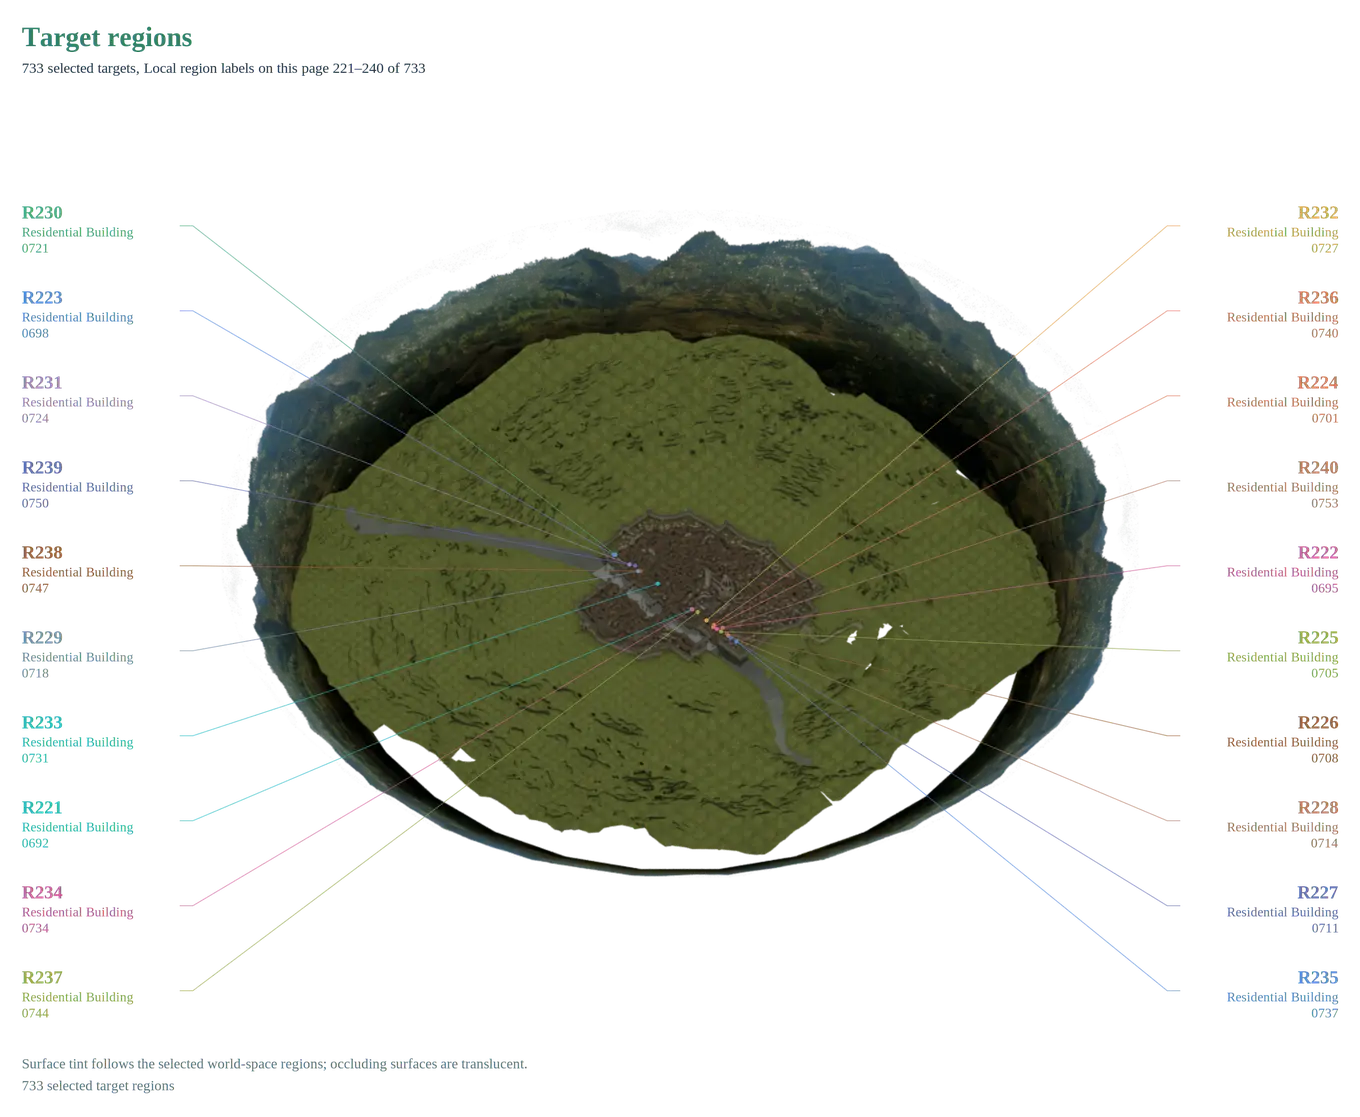 Target regions
733 selected targets, Local region labels on this page 221–240 of 733
R230
Residential Building
0721
R223
Residential Building
0698
R231
Residential Building
0724
R239
Residential Building
0750
R238
Residential Building
0747
R229
Residential Building
0718
R233
Residential Building
0731
R221
Residential Building
0692
R234
Residential Building
0734
R237
Residential Building
0744
R232
Residential Building
0727
R236
Residential Building
0740
R224
Residential Building
0701
R240
Residential Building
0753
R222
Residential Building
0695
R225
Residential Building
0705
R226
Residential Building
0708
R228
Residential Building
0714
R227
Residential Building
0711
R235
Residential Building
0737
Surface tint follows the selected world-space regions; occluding surfaces are translucent.
733 selected target regions